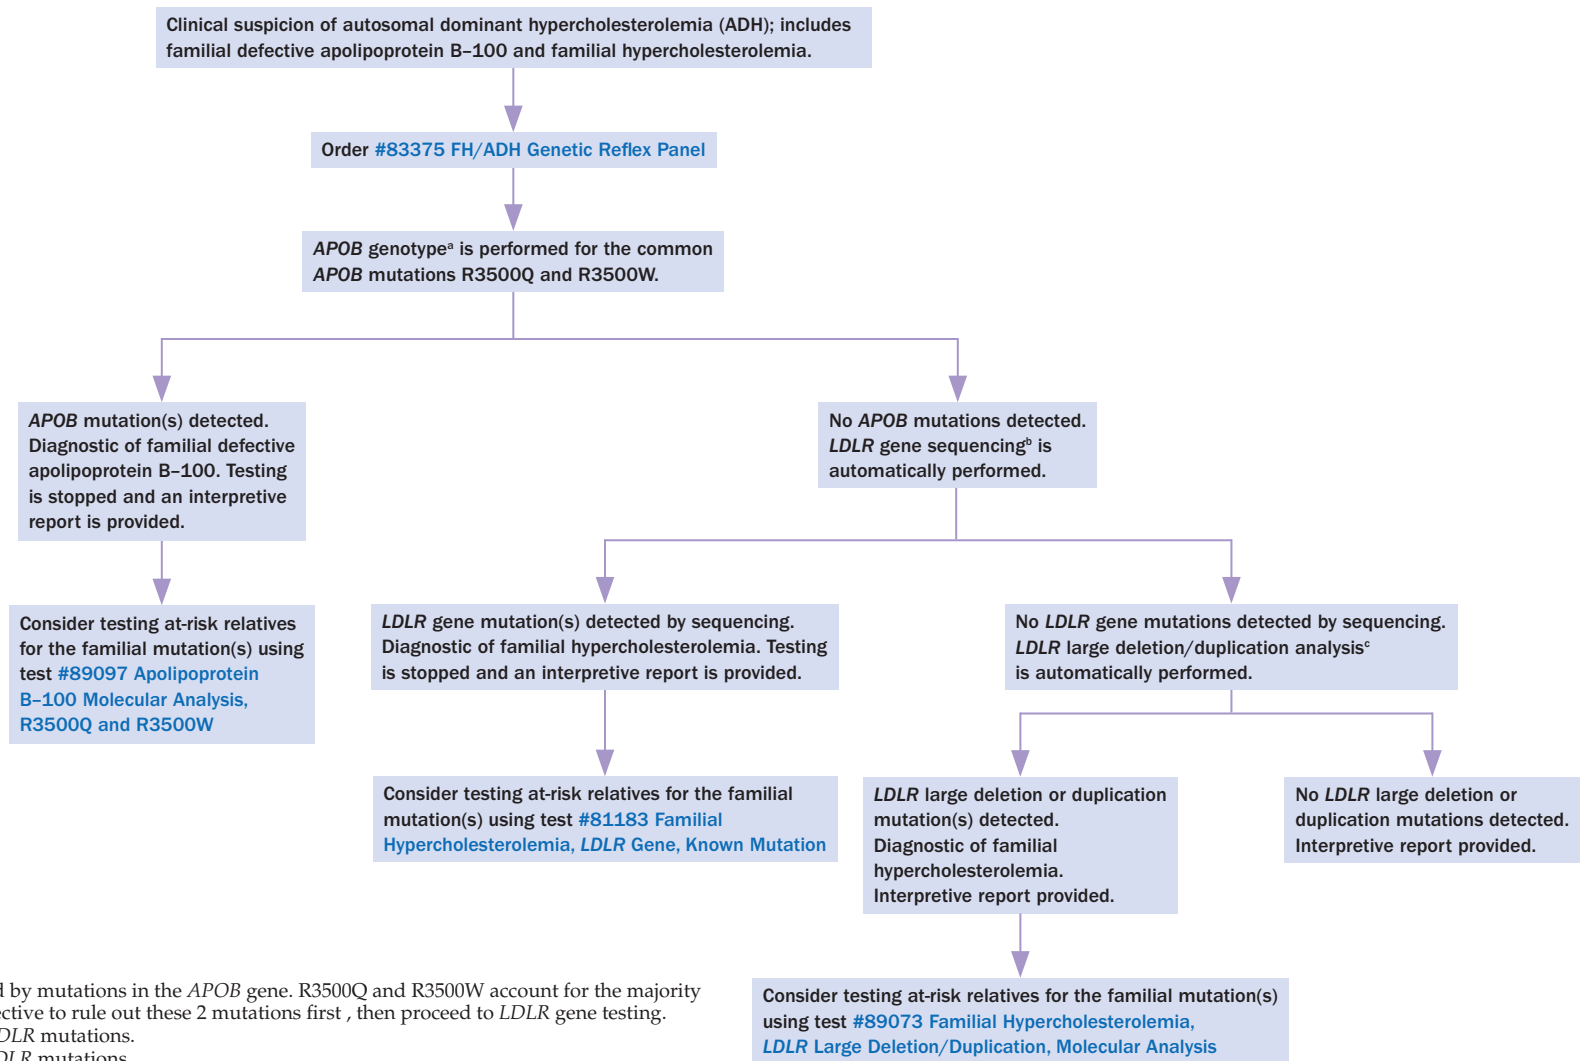 Clinical suspicion of autosomal dominant hypercholesterolemia (ADH); includes
familial defective apolipoprotein B–100 and familial hypercholesterolemia.
Order #83375 FH/ADH Genetic Reflex Panel
APOB genotypeᵃ is performed for the common
APOB mutations R3500Q and R3500W.
APOB mutation(s) detected.
Diagnostic of familial defective
apolipoprotein B–100. Testing
is stopped and an interpretive
report is provided.
No APOB mutations detected.
LDLR gene sequencingᵇ is
automatically performed.
Consider testing at-risk relatives
for the familial mutation(s) using
test #89097 Apolipoprotein
B–100 Molecular Analysis,
R3500Q and R3500W
LDLR gene mutation(s) detected by sequencing.
Diagnostic of familial hypercholesterolemia. Testing
is stopped and an interpretive report is provided.
No LDLR gene mutations detected by sequencing.
LDLR large deletion/duplication analysisᶜ
is automatically performed.
Consider testing at-risk relatives for the familial
mutation(s) using test #81183 Familial
Hypercholesterolemia, LDLR Gene, Known Mutation
LDLR large deletion or duplication
mutation(s) detected.
Diagnostic of familial
hypercholesterolemia.
Interpretive report provided.
No LDLR large deletion or
duplication mutations detected.
Interpretive report provided.
Consider testing at-risk relatives for the familial mutation(s)
using test #89073 Familial Hypercholesterolemia,
LDLR Large Deletion/Duplication, Molecular Analysis
by mutations in the APOB gene. R3500Q and R3500W account for the majority
ective to rule out these 2 mutations first , then proceed to LDLR gene testing.
DLR mutations.
DLR mutations.